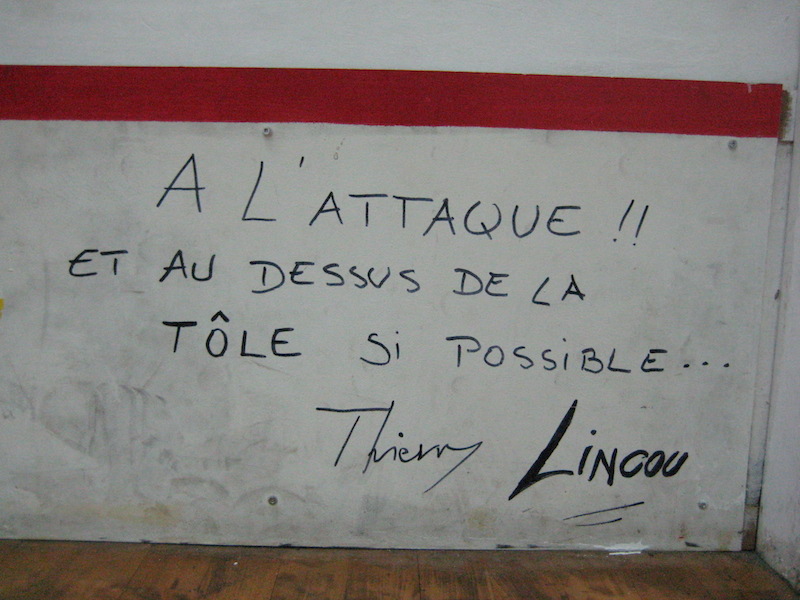 A L'ATTAQUE !!
ET AU DESSUS DE LA
TÔLE Si POSSiBLE...
Thierry LiNCOU